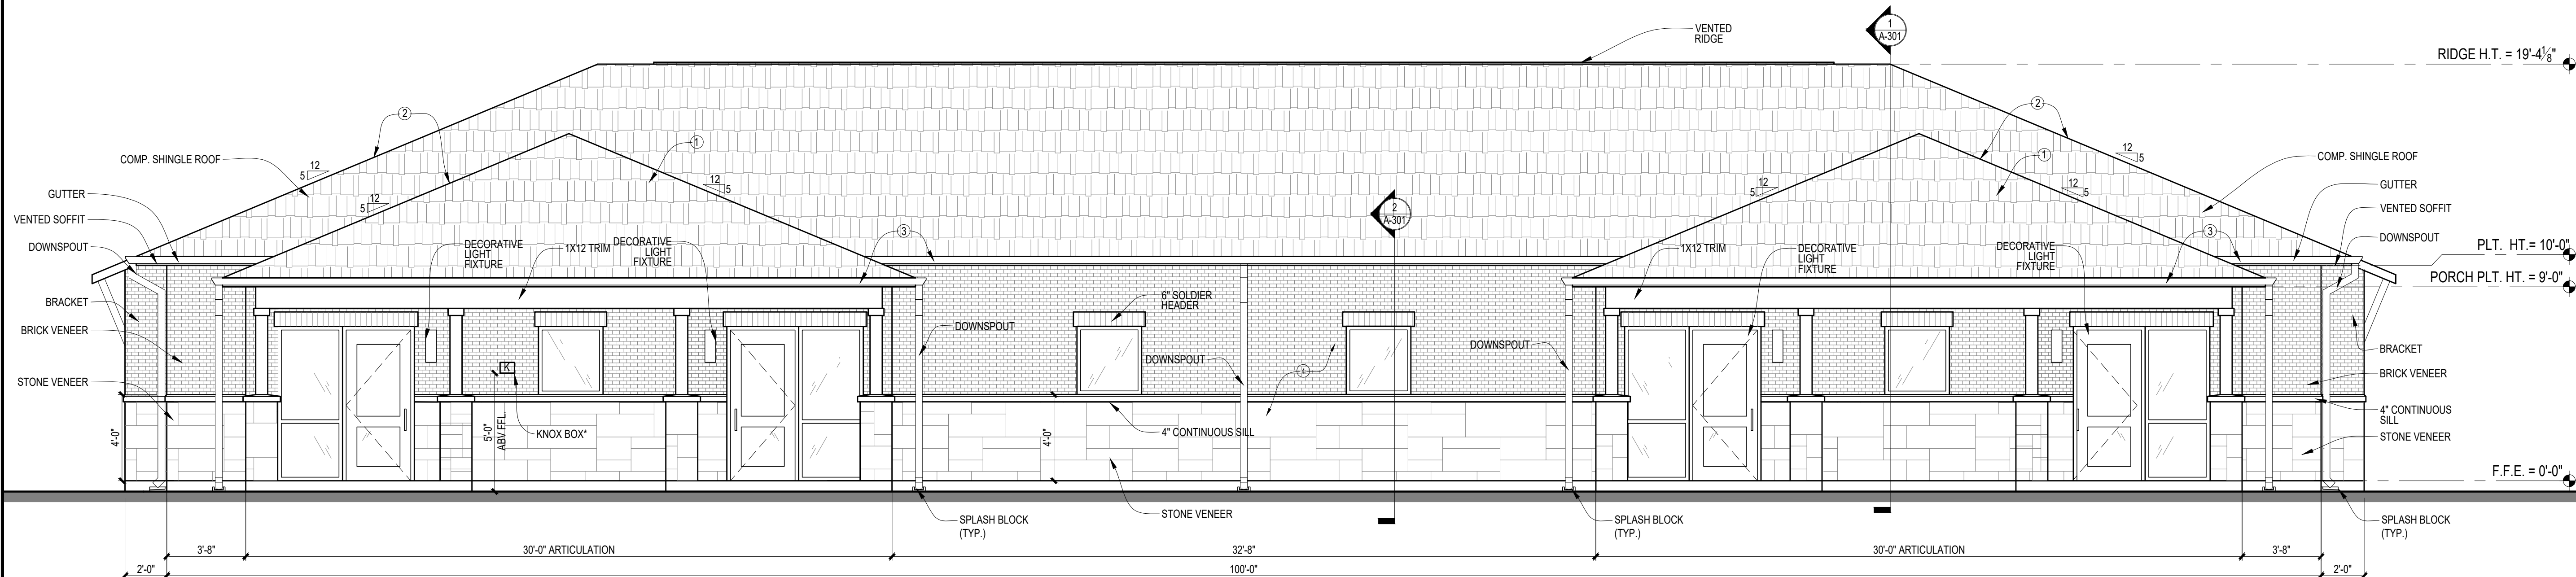 VENTED
RIDGE
1
A-301
RIDGE H.T. = 19'-4⅛"
2
2
1
1
COMP. SHINGLE ROOF
12
5
12
5
12
5
12
5
12
5
12
5
COMP. SHINGLE ROOF
GUTTER
GUTTER
VENTED SOFFIT
VENTED SOFFIT
2
A-301
DOWNSPOUT
DOWNSPOUT
3
3
DECORATIVE
LIGHT
FIXTURE
1X12 TRIM
DECORATIVE
LIGHT
FIXTURE
1X12 TRIM
DECORATIVE
LIGHT
FIXTURE
DECORATIVE
LIGHT
FIXTURE
PLT. HT.= 10'-0"
PORCH PLT. HT. = 9'-0"
BRACKET
6" SOLDIER
HEADER
BRICK VENEER
DOWNSPOUT
DOWNSPOUT
DOWNSPOUT
BRACKET
K
4
STONE VENEER
BRICK VENEER
4'-0"
5'-0"
ABV.FFL.
KNOX BOX*
4'-0"
4" CONTINUOUS SILL
4" CONTINUOUS
SILL
STONE VENEER
F.F.E. = 0'-0"
STONE VENEER
SPLASH BLOCK
(TYP.)
SPLASH BLOCK
(TYP.)
SPLASH BLOCK
(TYP.)
3'-8"
30'-0" ARTICULATION
32'-8"
30'-0" ARTICULATION
3'-8"
2'-0"
100'-0"
2'-0"